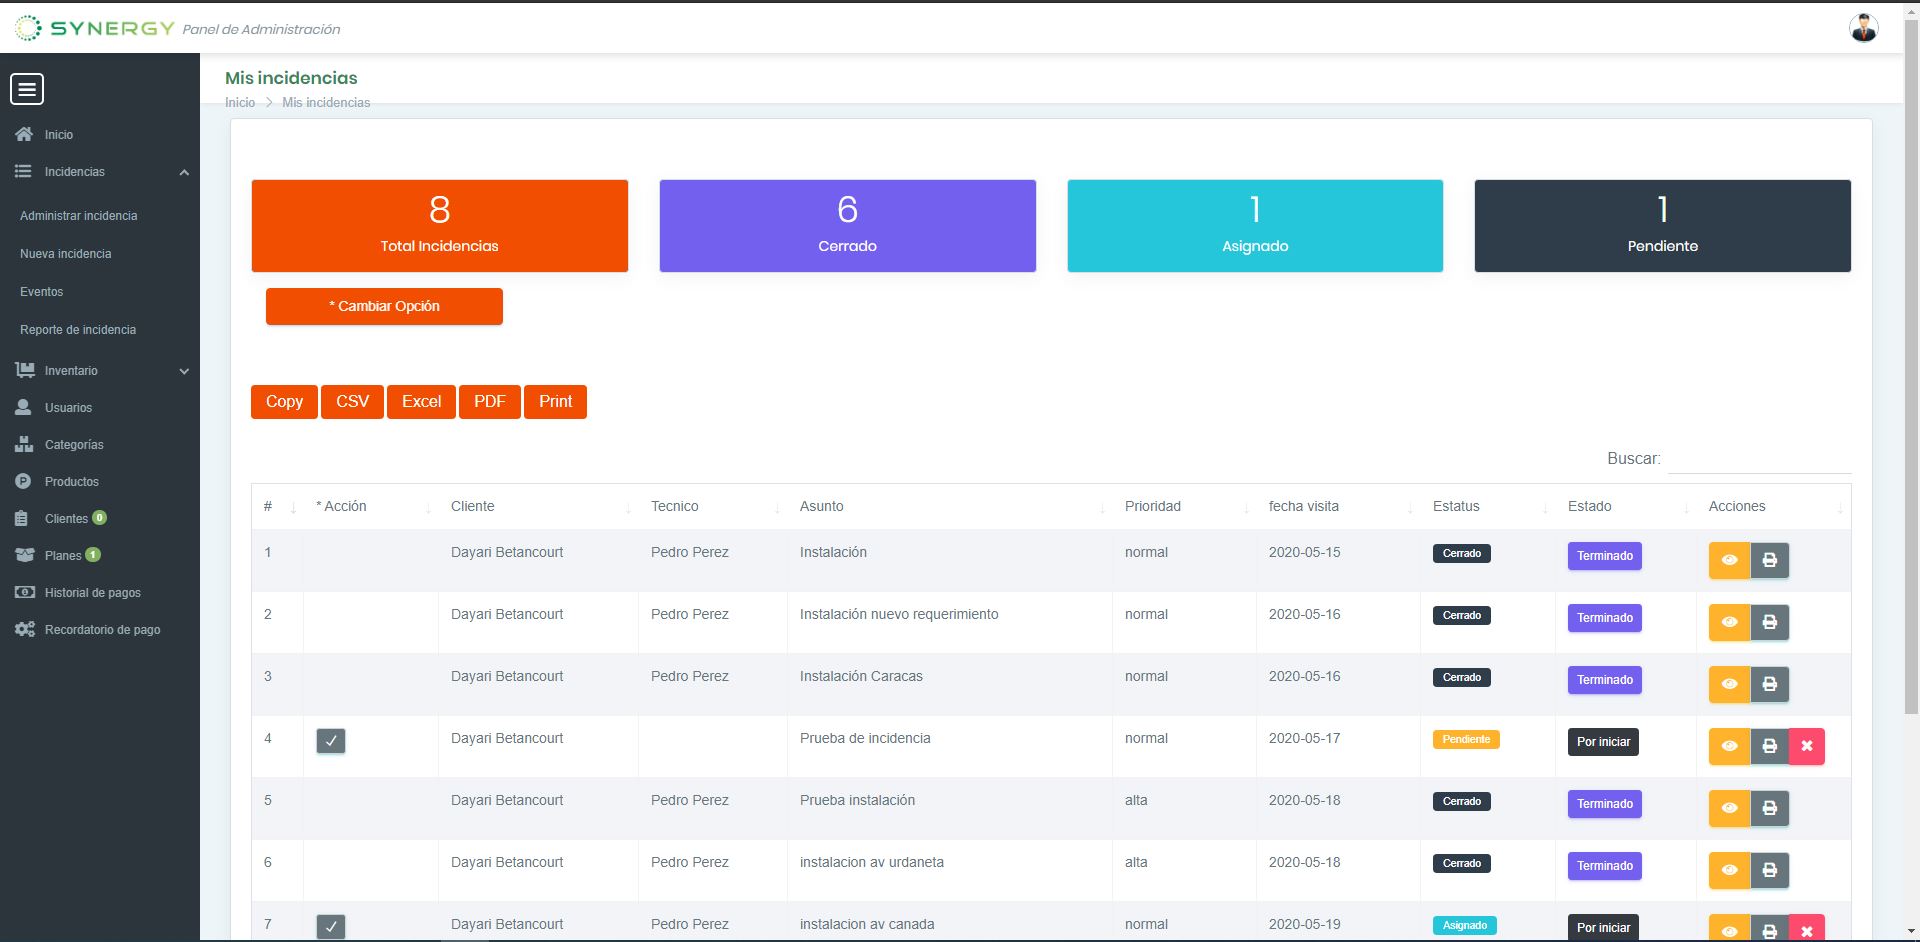 SYNERGY Panel de Administración
Mis incidencias
Inicio > Mis incidencias
Inicio
Incidencias
Administrar incidencia
Nueva incidencia
Eventos
Reporte de incidencia
Inventario
Usuarios
Categorías
P Productos
Clientes 0
Planes 1
Historial de pagos
Recordatorio de pago
8
Total Incidencias
6
Cerrado
1
Asignado
1
Pendiente
* Cambiar Opción
Copy CSV Excel PDF Print
Buscar:
# * Acción Cliente Tecnico Asunto Prioridad fecha visita Estatus Estado Acciones
1 Dayari Betancourt Pedro Perez Instalación normal 2020-05-15 Cerrado Terminado
2 Dayari Betancourt Pedro Perez Instalación nuevo requerimiento normal 2020-05-16 Cerrado Terminado
3 Dayari Betancourt Pedro Perez Instalación Caracas normal 2020-05-16 Cerrado Terminado
4 Dayari Betancourt Prueba de incidencia normal 2020-05-17 Pendiente Por iniciar
5 Dayari Betancourt Pedro Perez Prueba instalación alta 2020-05-18 Cerrado Terminado
6 Dayari Betancourt Pedro Perez instalacion av urdaneta alta 2020-05-18 Cerrado Terminado
7 Dayari Betancourt Pedro Perez instalacion av canada normal 2020-05-19 Asignado Por iniciar